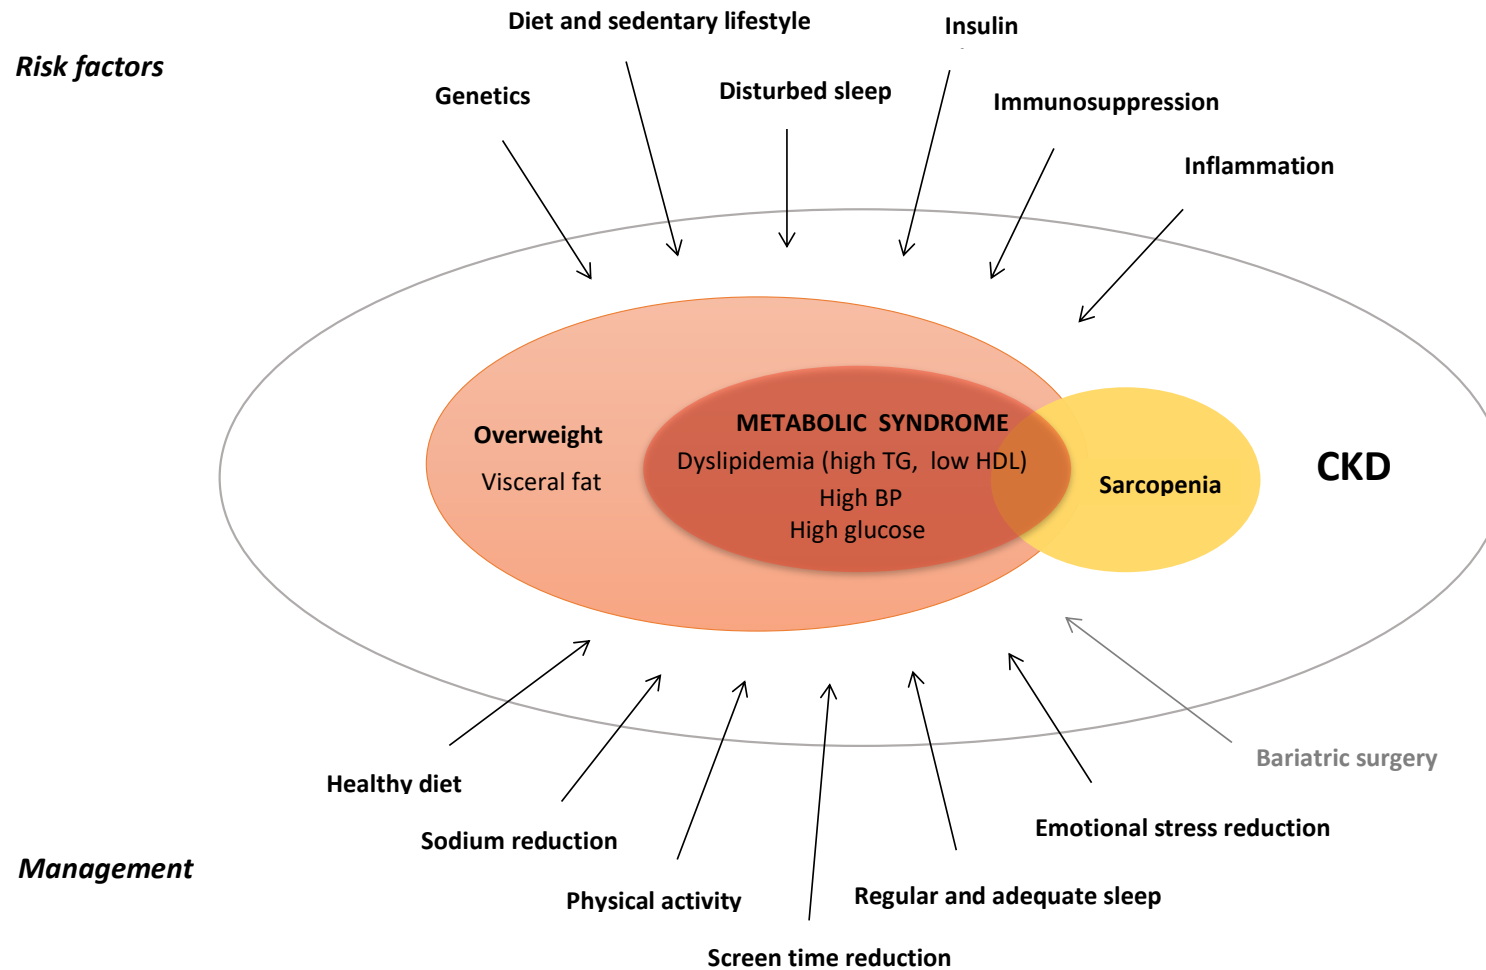 Diet and sedentary lifestyle
Insulin
Risk factors
Genetics
Disturbed sleep
Immunosuppression
Inflammation
Overweight
Visceral fat
METABOLIC SYNDROME
Dyslipidemia (high TG, low HDL)
High BP
High glucose
Sarcopenia
CKD
Healthy diet
Bariatric surgery
Sodium reduction
Emotional stress reduction
Management
Physical activity
Regular and adequate sleep
Screen time reduction